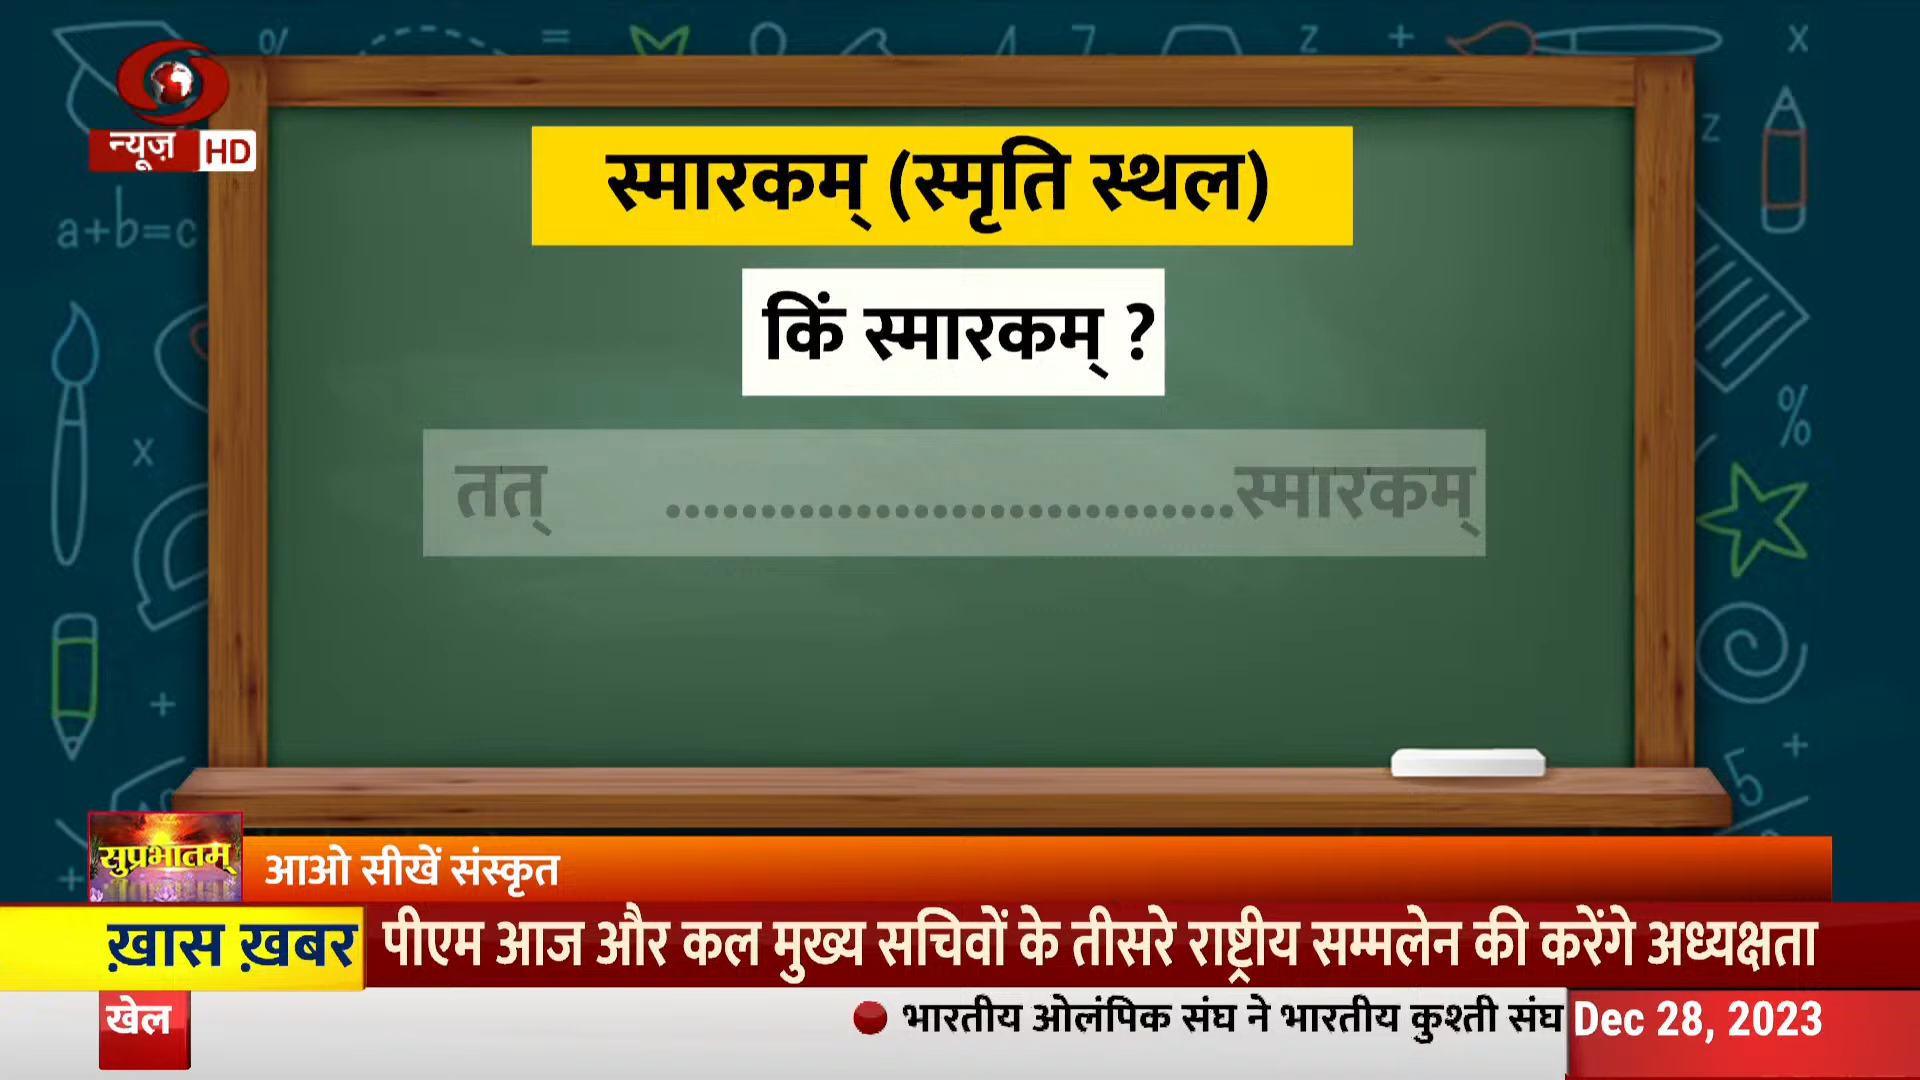 न्यूज़ HD
स्मारकम् (स्मृति स्थल)
किं स्मारकम् ?
तत् ..............................स्मारकम्
a+b=c
सुप्रभातम्
आओ सीखें संस्कृत
ख़ास ख़बर
पीएम आज और कल मुख्य सचिवों के तीसरे राष्ट्रीय सम्मलेन की करेंगे अध्यक्षता
खेल
भारतीय ओलंपिक संघ ने भारतीय कुश्ती संघ
Dec 28, 2023